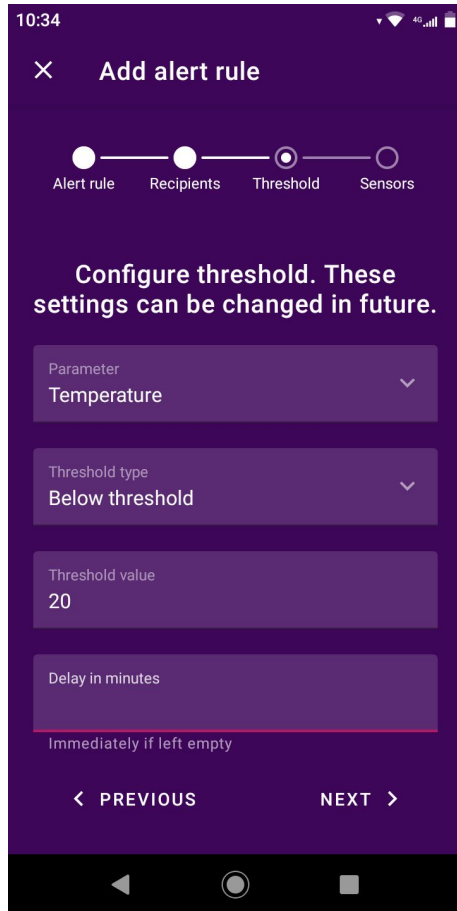 10:34
4G
Add alert rule
Alert rule Recipients Threshold Sensors
Configure threshold. These
settings can be changed in future.
Parameter
Temperature
Threshold type
Below threshold
Threshold value
20
Delay in minutes
Immediately if left empty
PREVIOUS NEXT